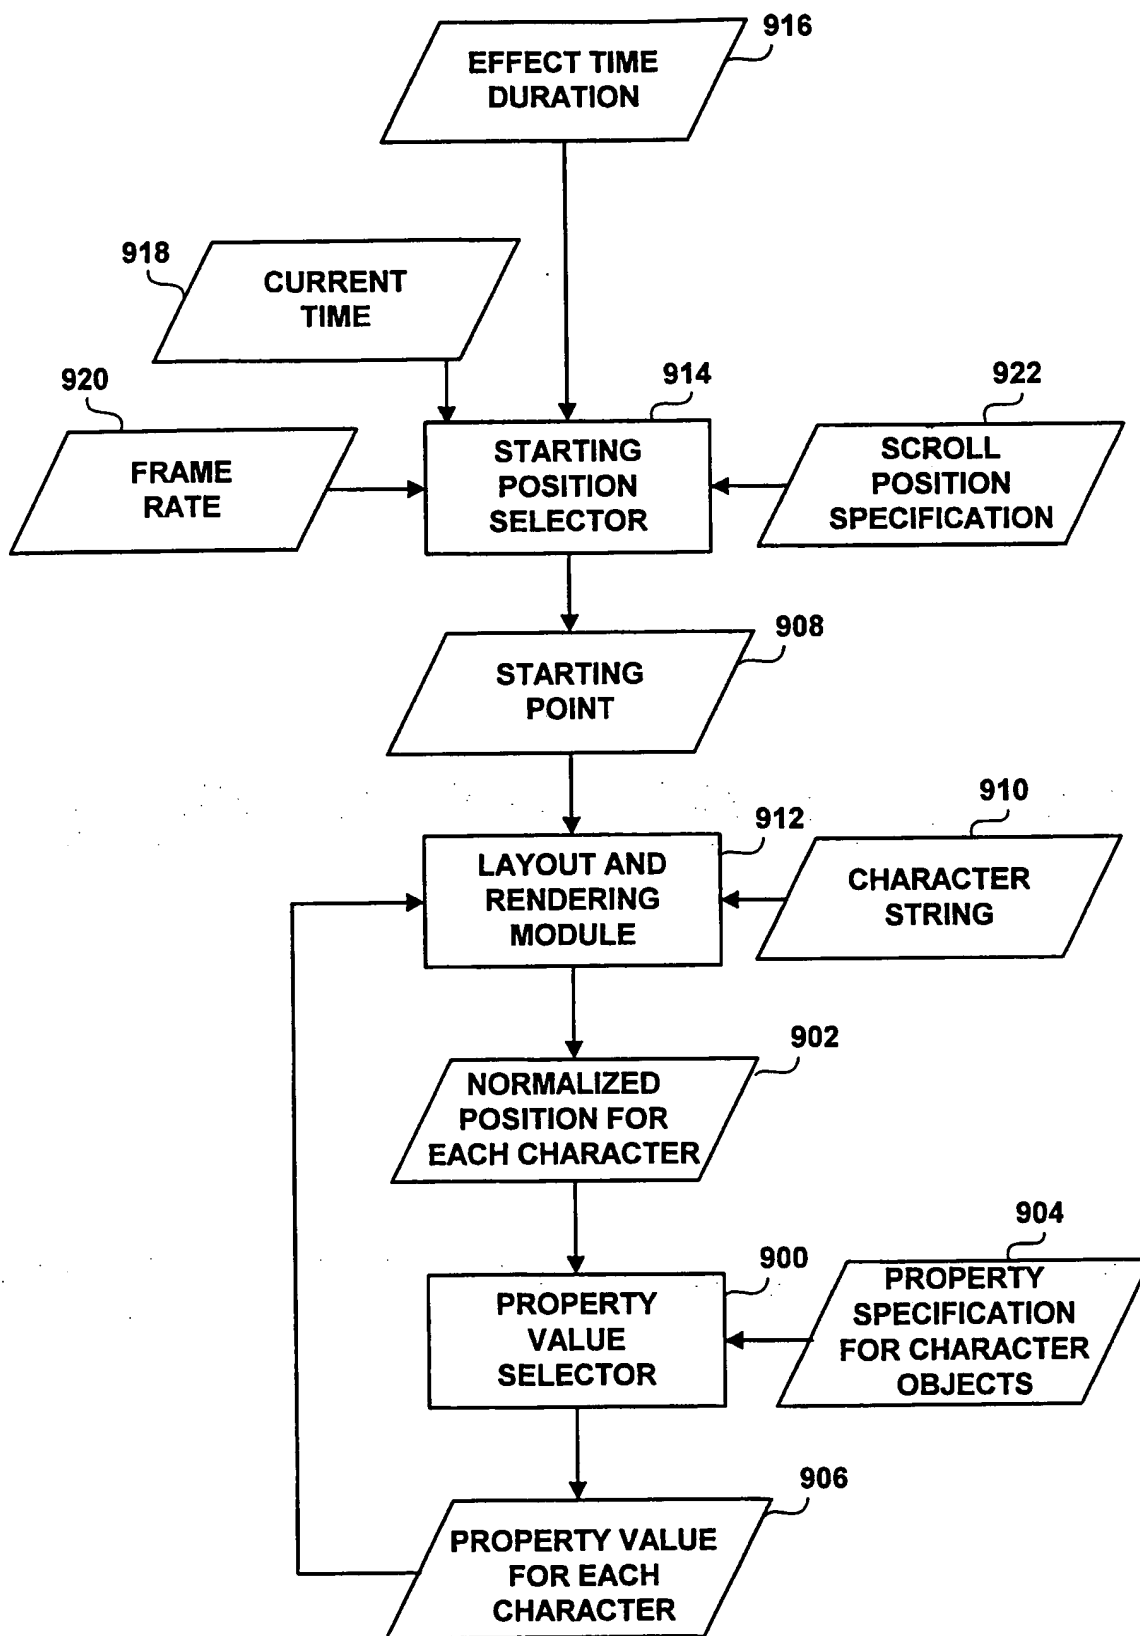 916
EFFECT TIME
DURATION
918
CURRENT
TIME
920
FRAME
RATE
914
STARTING
POSITION
SELECTOR
922
SCROLL
POSITION
SPECIFICATION
908
STARTING
POINT
912
LAYOUT AND
RENDERING
MODULE
910
CHARACTER
STRING
902
NORMALIZED
POSITION FOR
EACH CHARACTER
900
PROPERTY
VALUE
SELECTOR
904
PROPERTY
SPECIFICATION
FOR CHARACTER
OBJECTS
906
PROPERTY VALUE
FOR EACH
CHARACTER